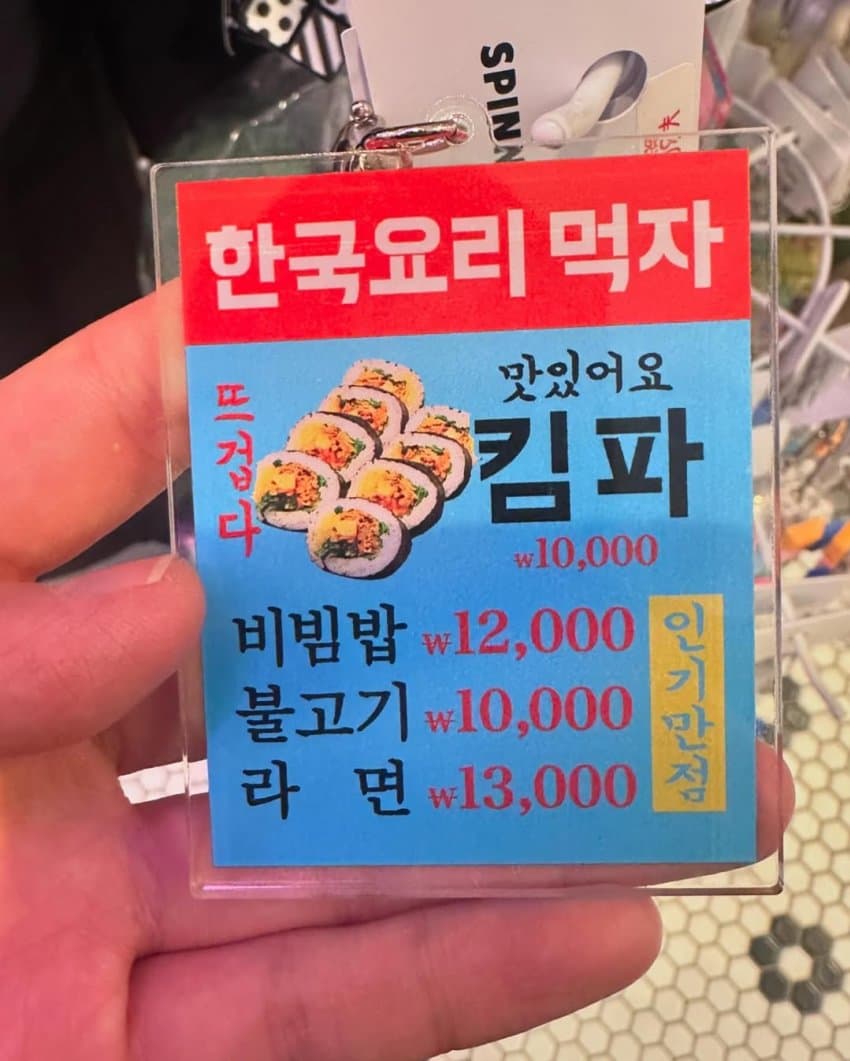 SPINN
한국요리 먹자
맛있어요
뜨겁다
킴파
₩10,000
비빔밥 ₩12,000
불고기 ₩10,000
라 면 ₩13,000
인기만점